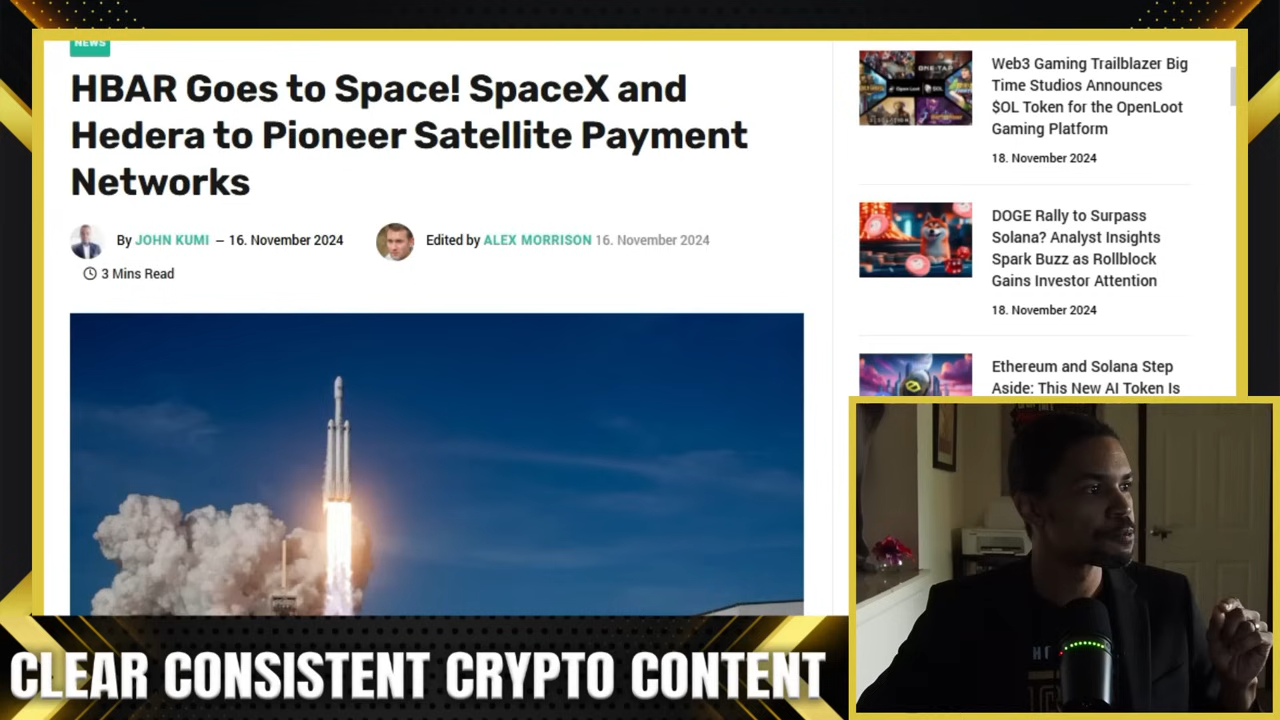 NEWS
HBAR Goes to Space! SpaceX and
Hedera to Pioneer Satellite Payment
Networks
By JOHN KUMI – 16. November 2024
Edited by ALEX MORRISON 16. November 2024
3 Mins Read
Web3 Gaming Trailblazer Big
Time Studios Announces
$OL Token for the OpenLoot
Gaming Platform
18. November 2024
DOGE Rally to Surpass
Solana? Analyst Insights
Spark Buzz as Rollblock
Gains Investor Attention
18. November 2024
Ethereum and Solana Step
Aside: This New AI Token Is
CLEAR CONSISTENT CRYPTO CONTENT